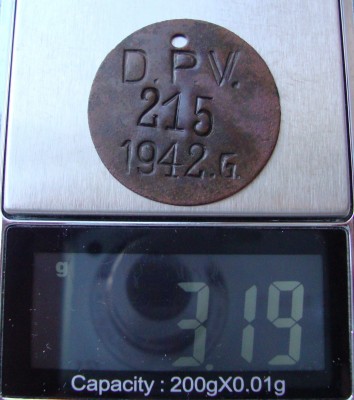 D.P.V.
215
1942.G.
g
3.19
Capacity : 200gX0.01g